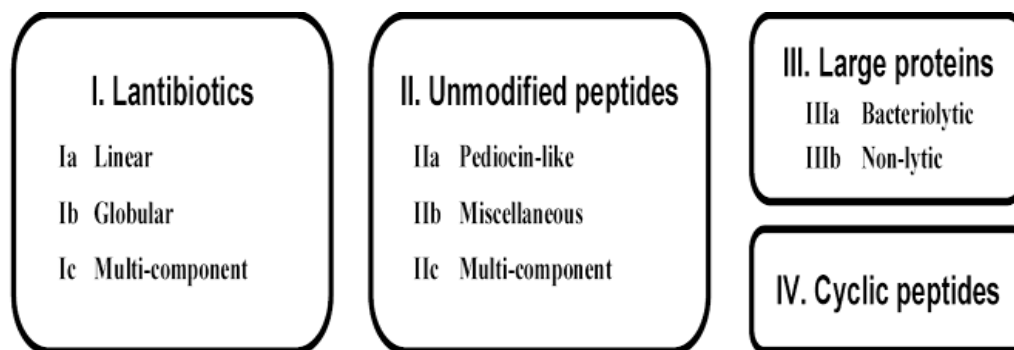 I. Lantibiotics
Ia Linear
Ib Globular
Ic Multi-component
II. Unmodified peptides
IIa Pediocin-like
IIb Miscellaneous
IIc Multi-component
III. Large proteins
IIIa Bacteriolytic
IIIb Non-lytic
IV. Cyclic peptides